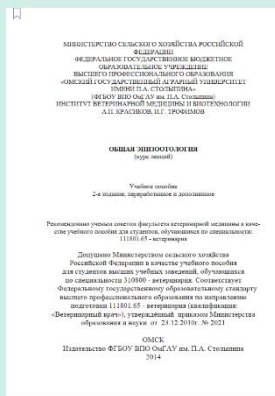 МИНИСТЕРСТВО СЕЛЬСКОГО ХОЗЯЙСТВА РОССИЙСКОЙ
ФЕДЕРАЦИИ
ФЕДЕРАЛЬНОЕ ГОСУДАРСТВЕННОЕ БЮДЖЕТНОЕ
ОБРАЗОВАТЕЛЬНОЕ УЧРЕЖДЕНИЕ
ВЫСШЕГО ПРОФЕССИОНАЛЬНОГО ОБРАЗОВАНИЯ
«ОМСКИЙ ГОСУДАРСТВЕННЫЙ АГРАРНЫЙ УНИВЕРСИТЕТ
ИМЕНИ П.А. СТОЛЫПИНА»
(ФГБОУ ВПО ОмГАУ им. П.А. Столыпина)
ИНСТИТУТ ВЕТЕРИНАРНОЙ МЕДИЦИНЫ И БИОТЕХНОЛОГИИ
А.П. КРАСИКОВ, И.Г. ТРОФИМОВ
ОБЩАЯ ЭПИЗООТОЛОГИЯ
(курс лекций)
Учебное пособие
2-е издание, переработанное и дополненное
Рекомендовано ученым советом факультета ветеринарной медицины в каче-
стве учебного пособия для студентов, обучающихся по специальности:
111801.65 - ветеринария
Допущено Министерством сельского хозяйства
Российской Федерации в качестве учебного пособия
для студентов высших учебных заведений, обучающихся
по специальности 310800 - ветеринария. Соответствует
Федеральному государственному образовательному стандарту
высшего профессионального образования по направлению
подготовки 111801.65 - ветеринария (квалификация:
«Ветеринарный врач»), утверждённый приказом Министерства
образования и науки от 23.12.2010г. № 2021
ОМСК
Издательство ФГБОУ ВПО ОмГАУ им. П.А. Столыпина
2014